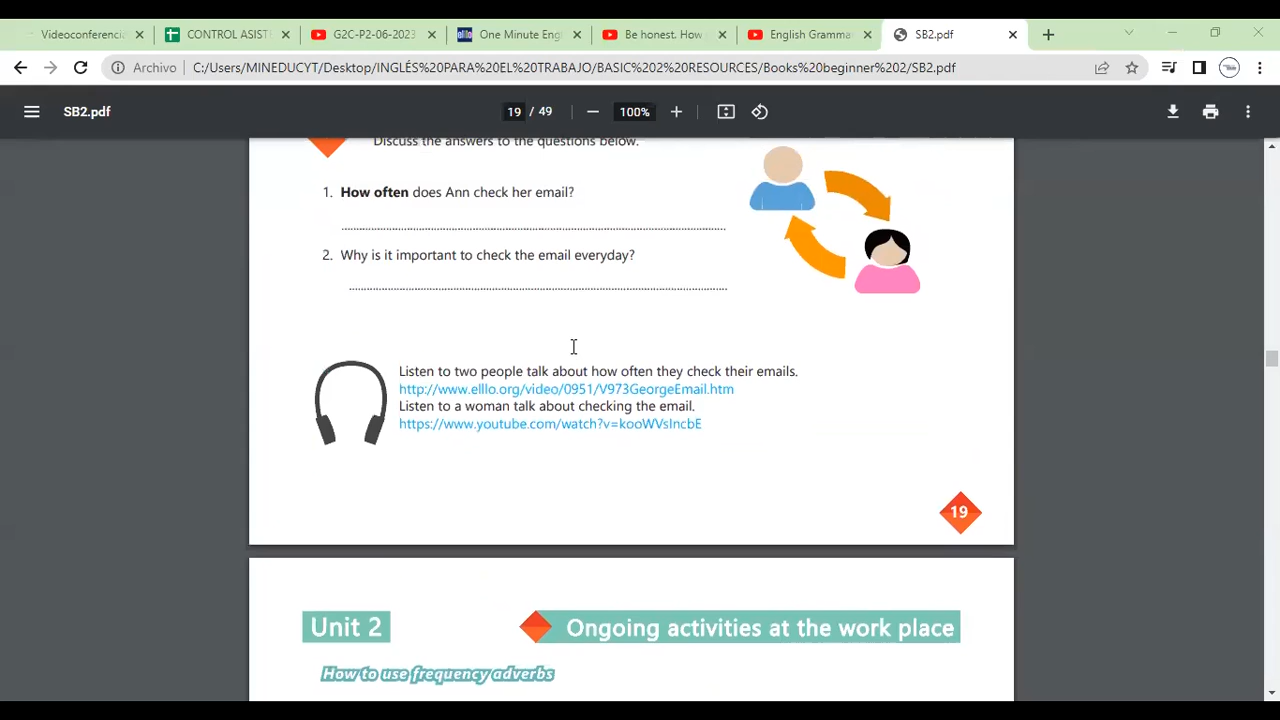 Videoconferencia
CONTROL ASIST
G2C-P2-06-2023
elllo
One Minute Eng
Be honest. How
English Gramma
SB2.pdf
Archivo
C:/Users/MINEDUCYT/Desktop/INGLÉS%20PARA%20EL%20TRABAJO/BASIC%202%20RESOURCES/Books%20beginner%202/SB2.pdf
SB2.pdf
19 / 49
100%
Discuss the answers to the questions below.
1. How often does Ann check her email?
2. Why is it important to check the email everyday?
Listen to two people talk about how often they check their emails.
http://www.elllo.org/video/0951/V973GeorgeEmail.htm
Listen to a woman talk about checking the email.
https://www.youtube.com/watch?v=kooWVsIncbE
19
Unit 2
Ongoing activities at the work place
How to use frequency adverbs